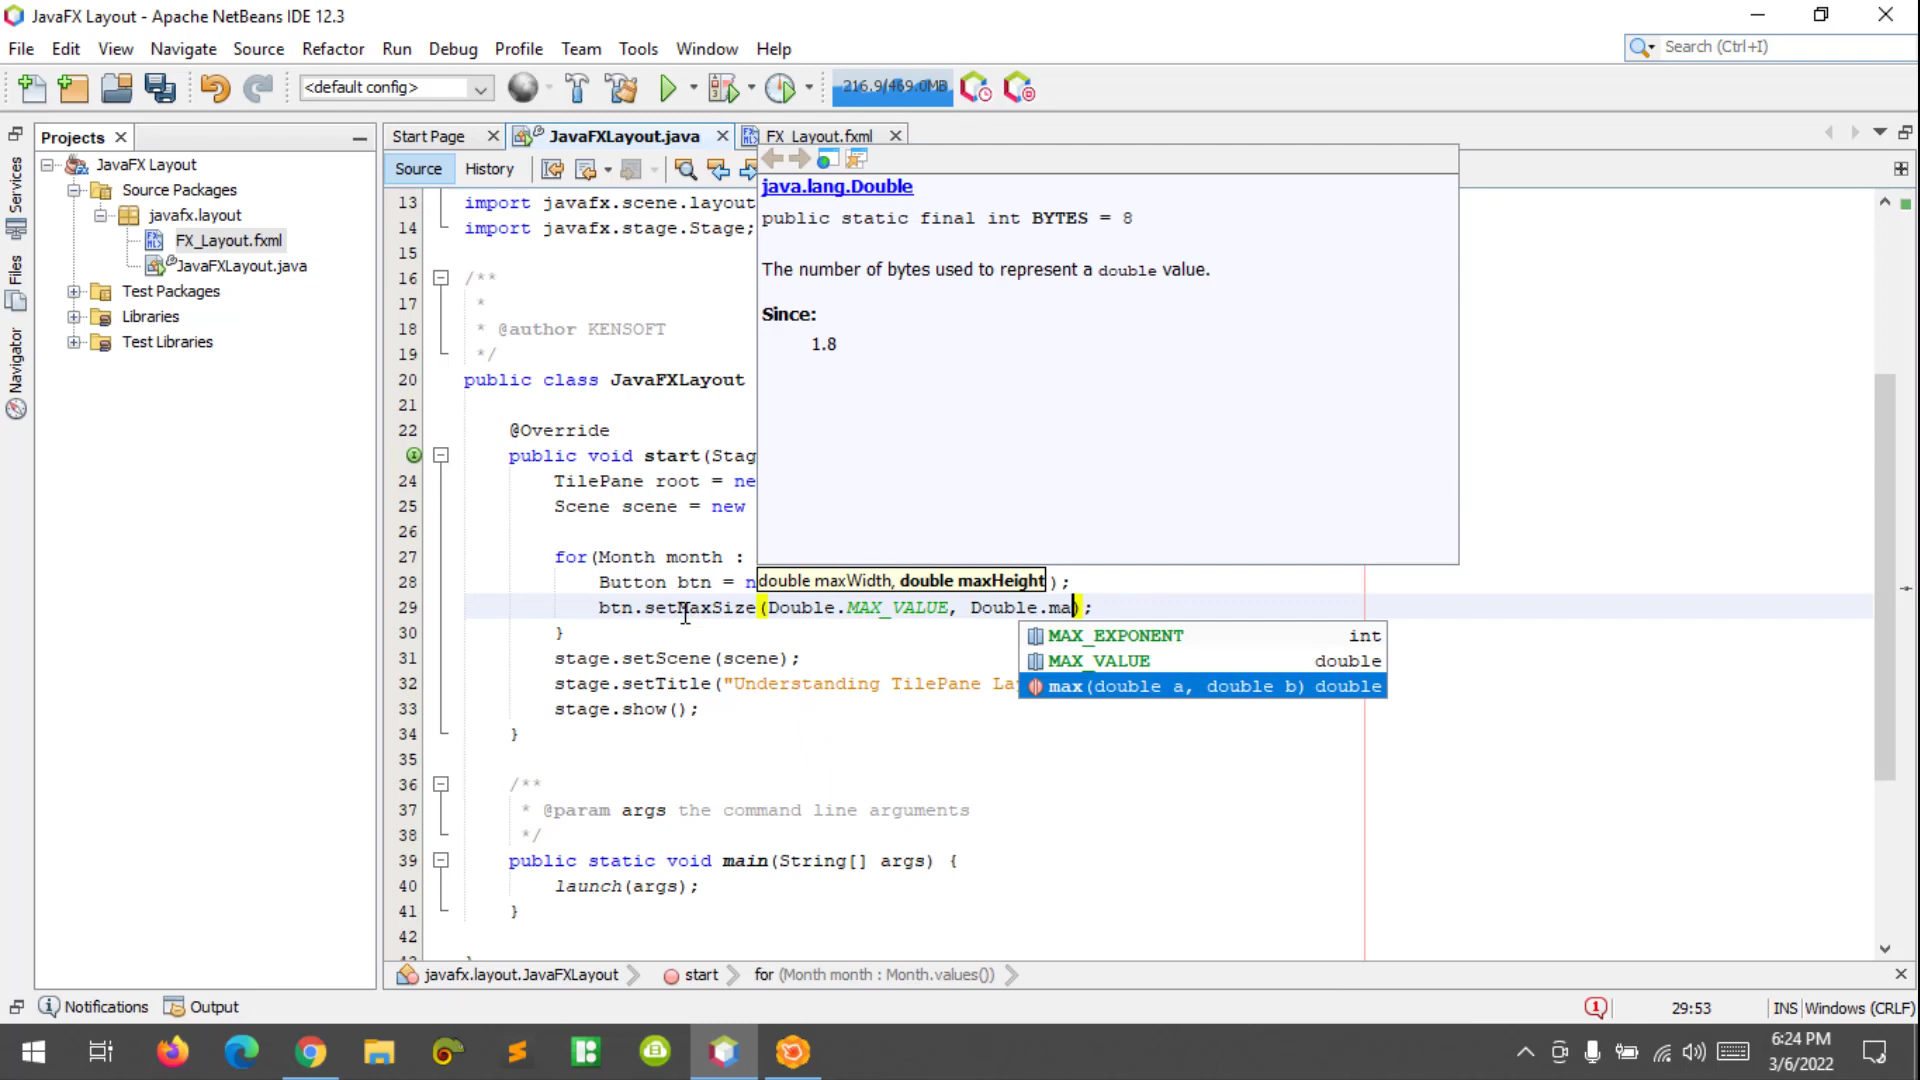 JavaFX Layout - Apache NetBeans IDE 12.3
File Edit View Navigate Source Refactor Run Debug Profile Team Tools Window Help
Search (Ctrl+I)
<default config>
216.9/469.0MB
Projects
Start Page
JavaFXLayout.java
FX_Layout.fxml
Source
History
Services
Files
Navigator
JavaFX Layout
Source Packages
javafx.layout
FX_Layout.fxml
JavaFXLayout.java
Test Packages
Libraries
Test Libraries
13 import javafx.scene.layout
14 import javafx.stage.Stage;
15
16 /**
17 *
18 * @author KENSOFT
19 */
20 public class JavaFXLayout
21
22 @Override
public void start(Stag
24 TilePane root = ne
25 Scene scene = new
26
27 for(Month month :
28 Button btn = n );
29 btn.setMaxSize(Double.MAX_VALUE, Double.ma);
30 }
31 stage.setScene(scene);
32 stage.setTitle("Understanding TilePane La
33 stage.show();
34 }
35
36 /**
37 * @param args the command line arguments
38 */
39 public static void main(String[] args) {
40 launch(args);
41 }
42
java.lang.Double
public static final int BYTES = 8
The number of bytes used to represent a double value.
Since:
1.8
double maxWidth, double maxHeight
MAX_EXPONENT int
MAX_VALUE double
max(double a, double b) double
javafx.layout.JavaFXLayout
start
for (Month month : Month.values())
Notifications
Output
1
29:53
INS
Windows (CRLF)
6:24 PM
3/6/2022